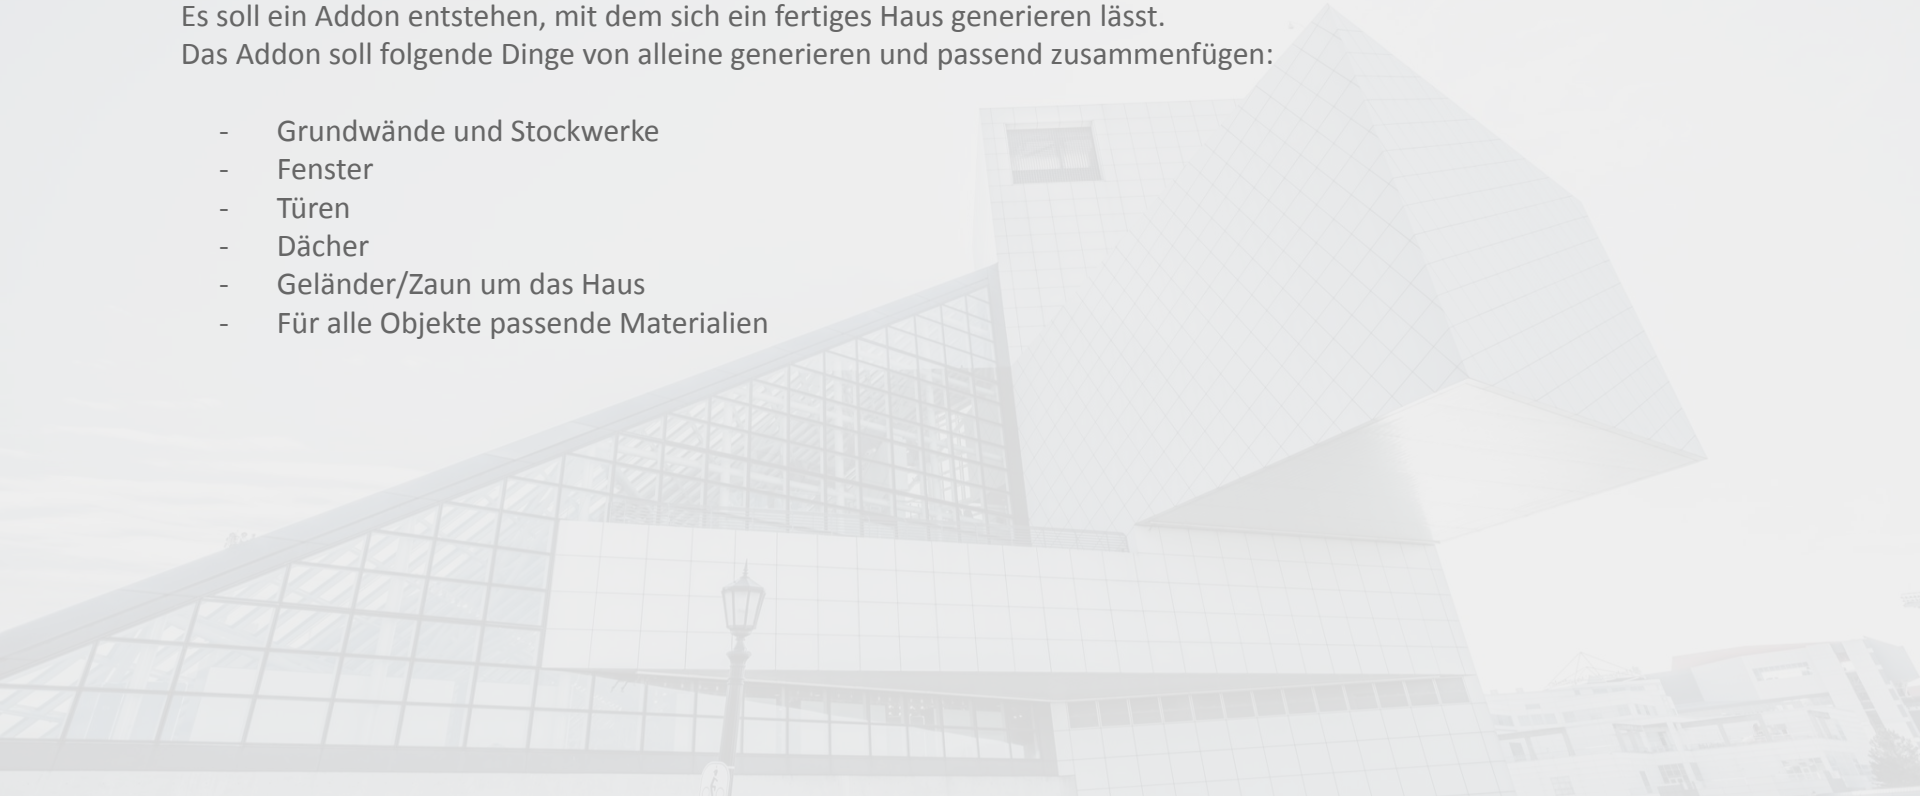 Es soll ein Addon entstehen, mit dem sich ein fertiges Haus generieren lässt.
Das Addon soll folgende Dinge von alleine generieren und passend zusammenfügen:
- Grundwände und Stockwerke
- Fenster
- Türen
- Dächer
- Geländer/Zaun um das Haus
- Für alle Objekte passende Materialien